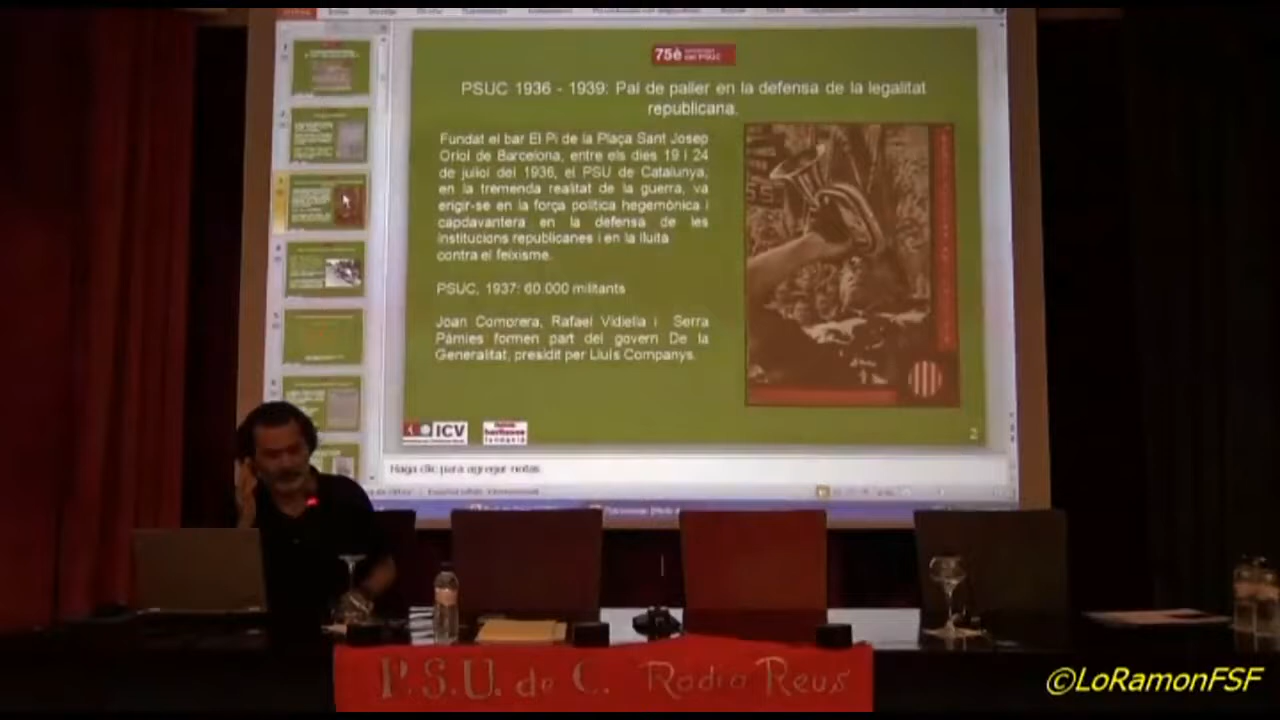 75è
del PSUC
PSUC 1936 - 1939: Pal de paller en la defensa de la legalitat
republicana.
Fundat el bar El Pi de la Plaça Sant Josep
Oriol de Barcelona, entre els dies 19 i 24
de juliol del 1936, el PSU de Catalunya,
en la tremenda realitat de la guerra, va
erigir-se en la força política hegemònica i
capdavantera en la defensa de les
institucions republicanes i en la lluita
contra el feixisme.
PSUC, 1937: 60.000 militants
Joan Comorera, Rafael Vidiella i Serra
Pàmies formen part del govern De la
Generalitat, presidit per Lluís Companys.
ICV
Haga clic para agregar notas
P.S.U. de C. Radio Reus
©LoRamonFSF